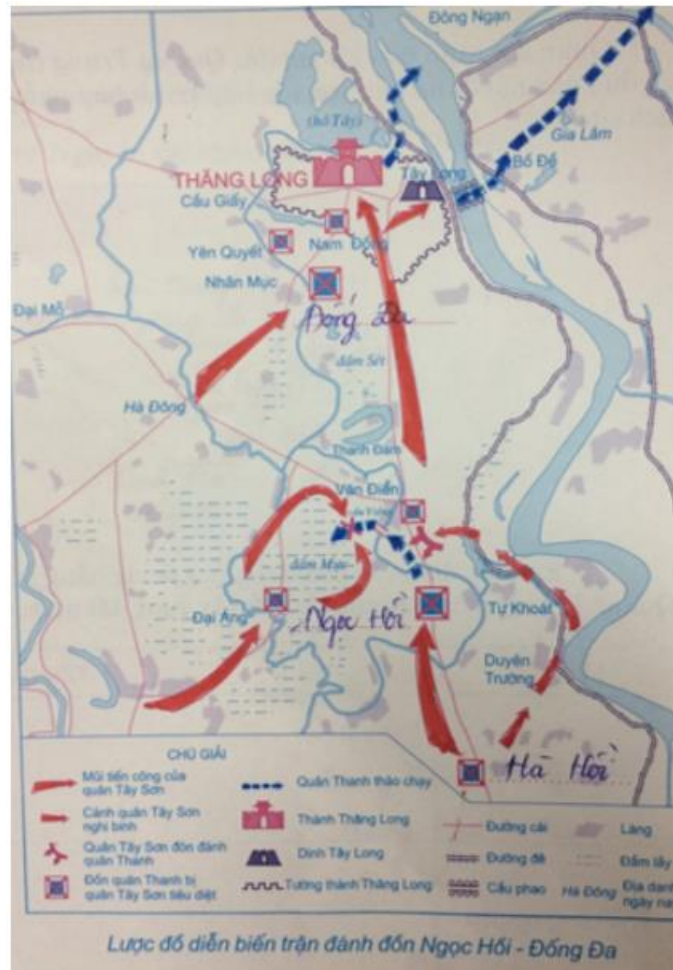 Đông Ngạn
(hồ Tây)
Gia Lâm
Bồ Đề
THĂNG LONG
Tây Long
Cầu Giấy
Nam Đồng
Yên Quyết
Nhân Mục
Đống Đa
Đại Mỗ
đầm Sét
Hà Đông
Thanh Đàm
Văn Điển
đầm Mực
Đại Áng
Ngọc Hồi
Tự Khoát
Duyên
Trường
Hà Hồi
CHÚ GIẢI
Mũi tiến công của
quân Tây Sơn
Cánh quân Tây Sơn
nghi binh
Quân Tây Sơn đón đánh
quân Thanh
Đồn quân Thanh bị
quân Tây Sơn tiêu diệt
Quân Thanh tháo chạy
Thành Thăng Long
Dinh Tây Long
Tường thành Thăng Long
Đường cái
Đường đê
Cầu phao
Làng
Đầm lầy
Hà Đông
Địa danh
ngày nay
Lược đồ diễn biến trận đánh đồn Ngọc Hồi - Đống Đa